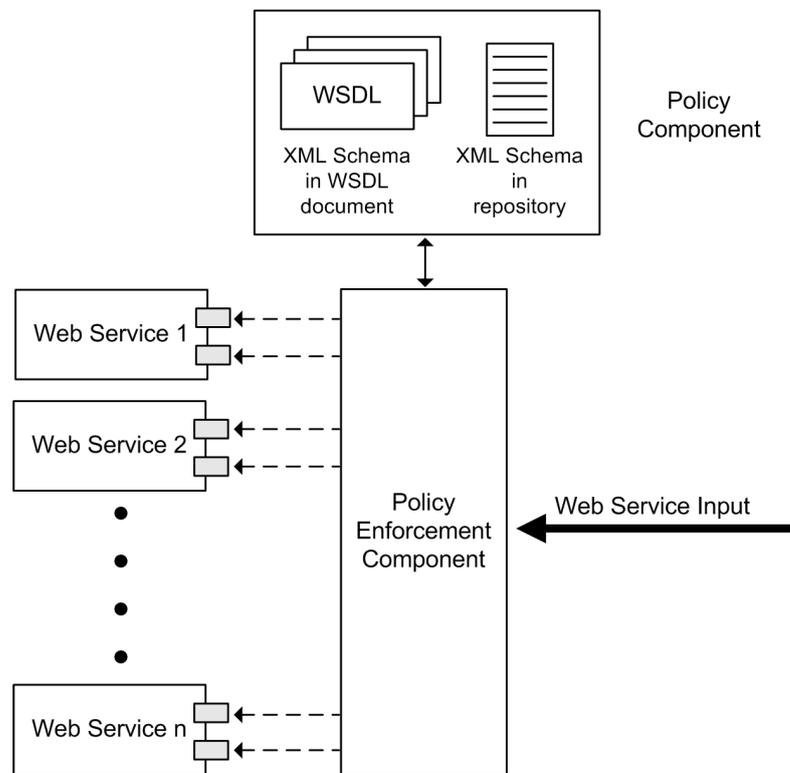 WSDL
XML Schema
in WSDL
document
XML Schema
in
repository
Policy
Component
Web Service 1
Web Service 2
Policy
Enforcement
Component
Web Service Input
Web Service n